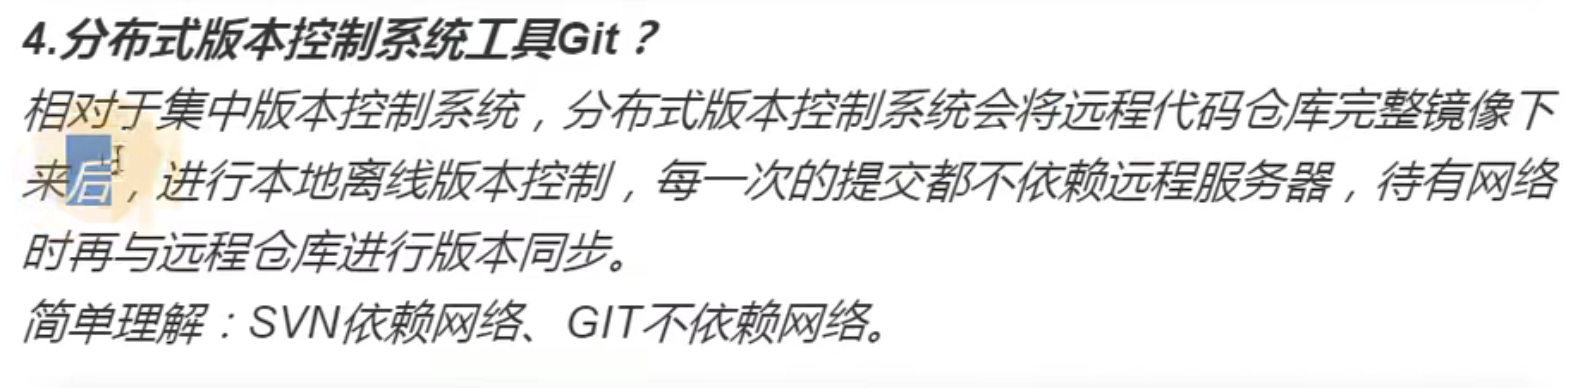 4.分布式版本控制系统工具Git？
相对于集中版本控制系统，分布式版本控制系统会将远程代码仓库完整镜像下
来后，进行本地离线版本控制，每一次的提交都不依赖远程服务器，待有网络
时再与远程仓库进行版本同步。
简单理解：SVN依赖网络、GIT不依赖网络。